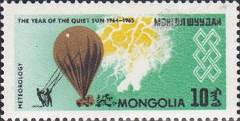 THE YEAR OF THE QUIET SUN 1964-1965
МОНГОЛ ШУУДАН
METEOROLOGY
MONGOLIA
10